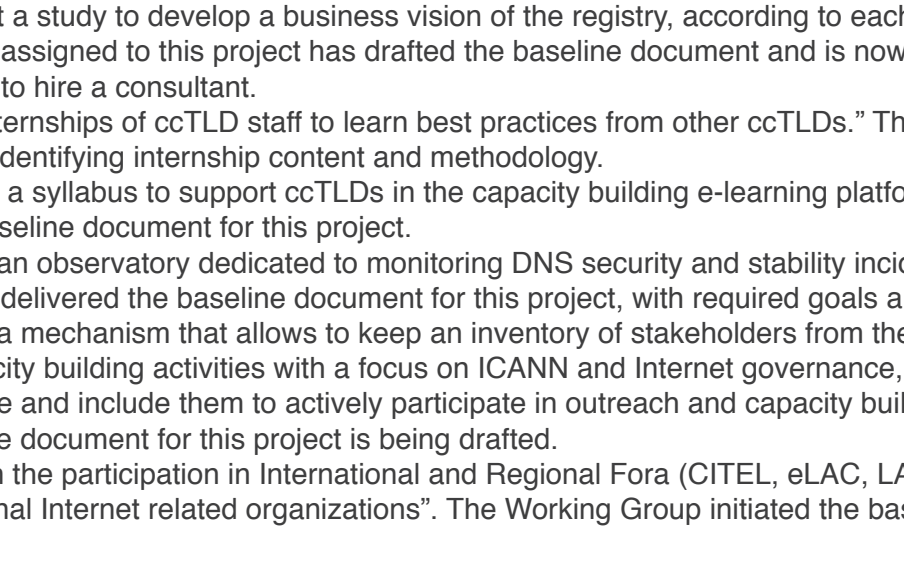 t a study to develop a business vision of the registry, according to each
assigned to this project has drafted the baseline document and is now
to hire a consultant.
ternships of ccTLD staff to learn best practices from other ccTLDs.” Th
dentifying internship content and methodology.
a syllabus to support ccTLDs in the capacity building e-learning platfo
seline document for this project.
an observatory dedicated to monitoring DNS security and stability incid
delivered the baseline document for this project, with required goals a
a mechanism that allows to keep an inventory of stakeholders from the
city building activities with a focus on ICANN and Internet governance,
e and include them to actively participate in outreach and capacity buil
e document for this project is being drafted.
n the participation in International and Regional Fora (CITEL, eLAC, LA
nal Internet related organizations”. The Working Group initiated the bas